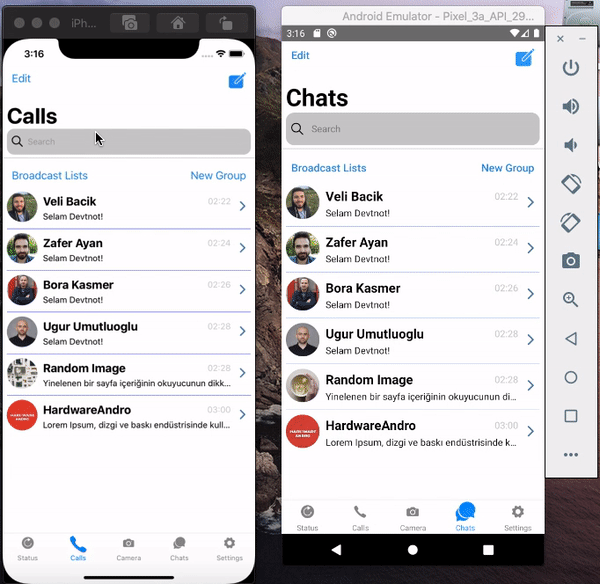 iPh...
3:16
Edit
Calls
Search
Broadcast Lists
New Group
Veli Bacik
02:22
Selam Devtnot!
Zafer Ayan
02:24
Selam Devtnot!
Bora Kasmer
02:26
Selam Devtnot!
Ugur Umutluoglu
02:28
Selam Devtnot!
Random Image
02:28
Yinelenen bir sayfa içeriğinin okuyucunun dikk...
HardwareAndro
03:00
Lorem Ipsum, dizgi ve baskı endüstrisinde kull...
Status
Calls
Camera
Chats
Settings
Android Emulator - Pixel_3a_API_29...
3:16
Edit
Chats
Search
Broadcast Lists
New Group
Veli Bacik
02:22
Selam Devtnot!
Zafer Ayan
02:24
Selam Devtnot!
Bora Kasmer
02:26
Selam Devtnot!
Ugur Umutluoglu
02:28
Selam Devtnot!
Random Image
02:28
Yinelenen bir sayfa içeriğinin okuyucunun dikka...
HardwareAndro
03:00
Lorem Ipsum, dizgi ve baskı endüstrisinde k...
Status
Calls
Camera
Chats
Settings